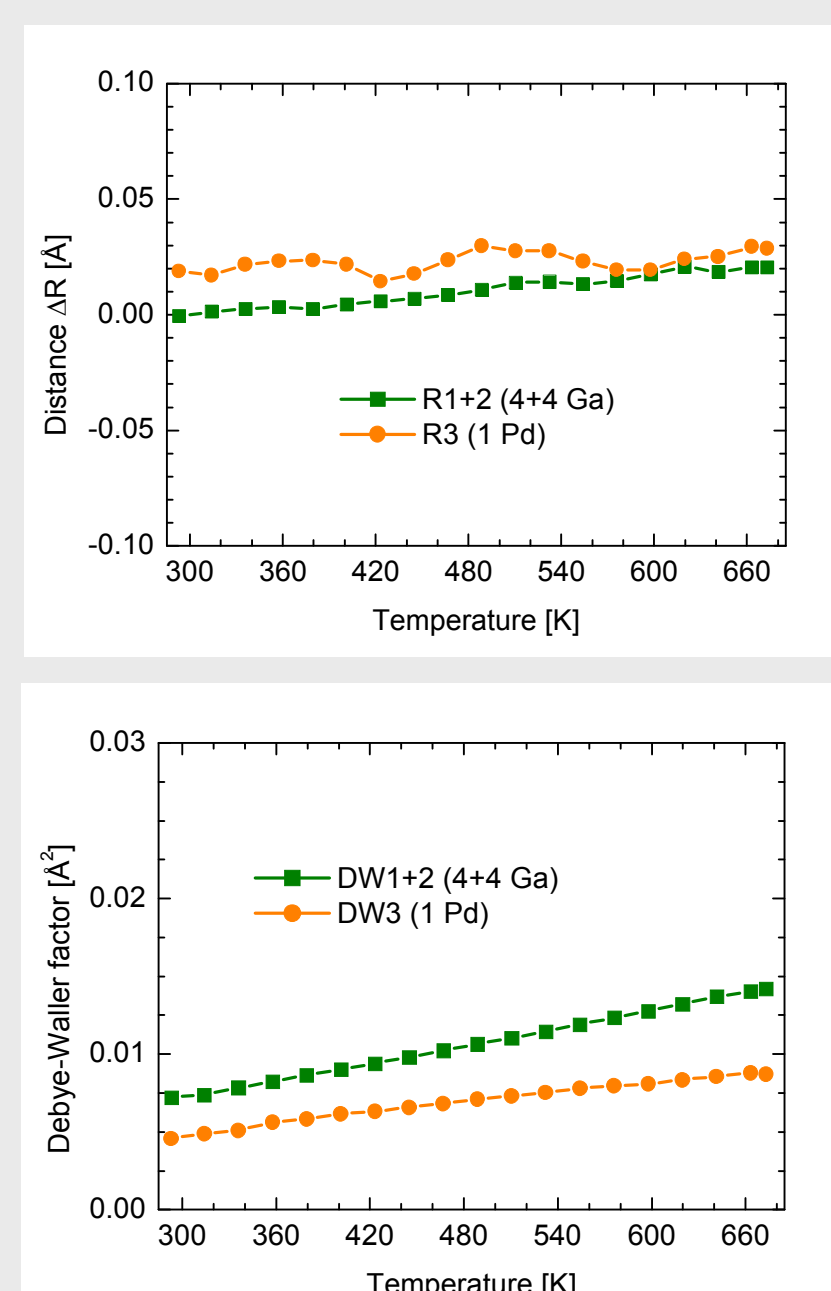 0.10
0.05
0.00
-0.05
-0.10
Distance ΔR [Å]
R1+2 (4+4 Ga)
R3 (1 Pd)
300 360 420 480 540 600 660
Temperature [K]
0.03
0.02
0.01
0.00
Debye-Waller factor [Å²]
DW1+2 (4+4 Ga)
DW3 (1 Pd)
300 360 420 480 540 600 660
Temperature [K]